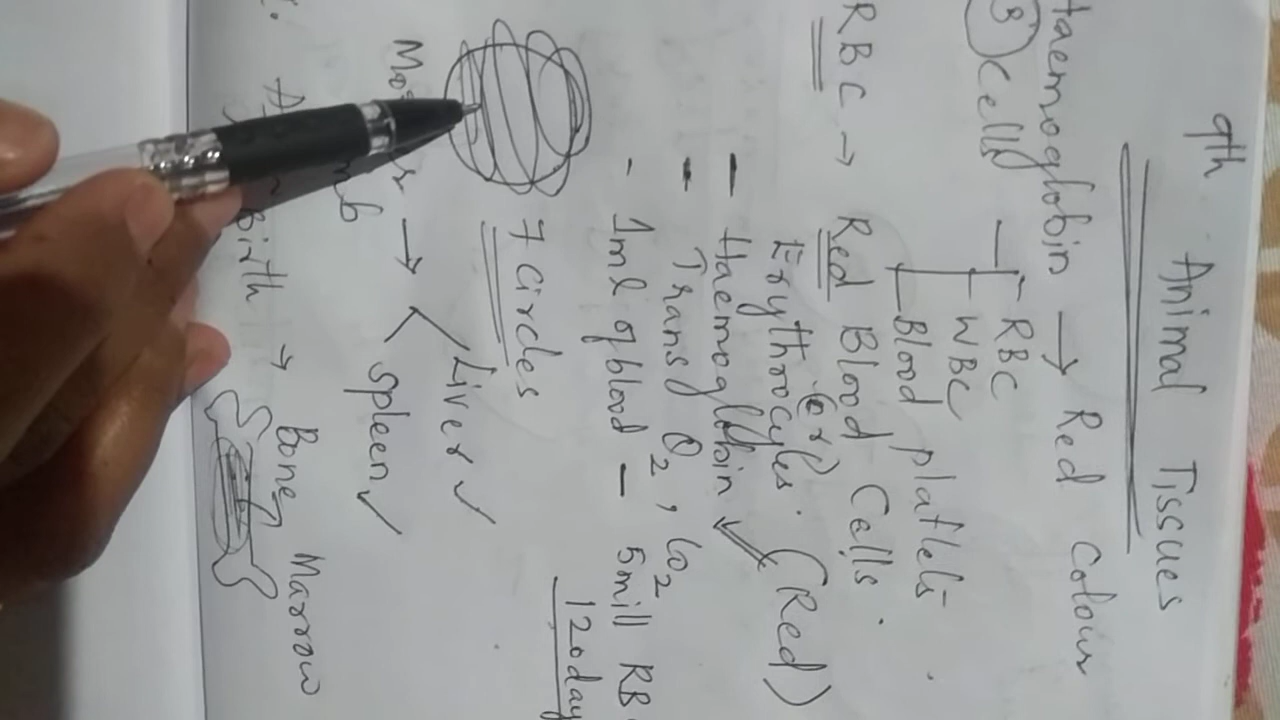 9th Animal Tissues
Haemoglobin → Red Colour
3 Cells
RBC
WBC
Blood platlets
RBC → Red Blood Cells.
(or)
Erythrocytes.
- Haemoglobin (Red)
- Trans O2, CO2
- 1ml of blood - 5mill RB
120day
7 circles
→ Liver ✓
Spleen ✓
birth → Bone Marrow